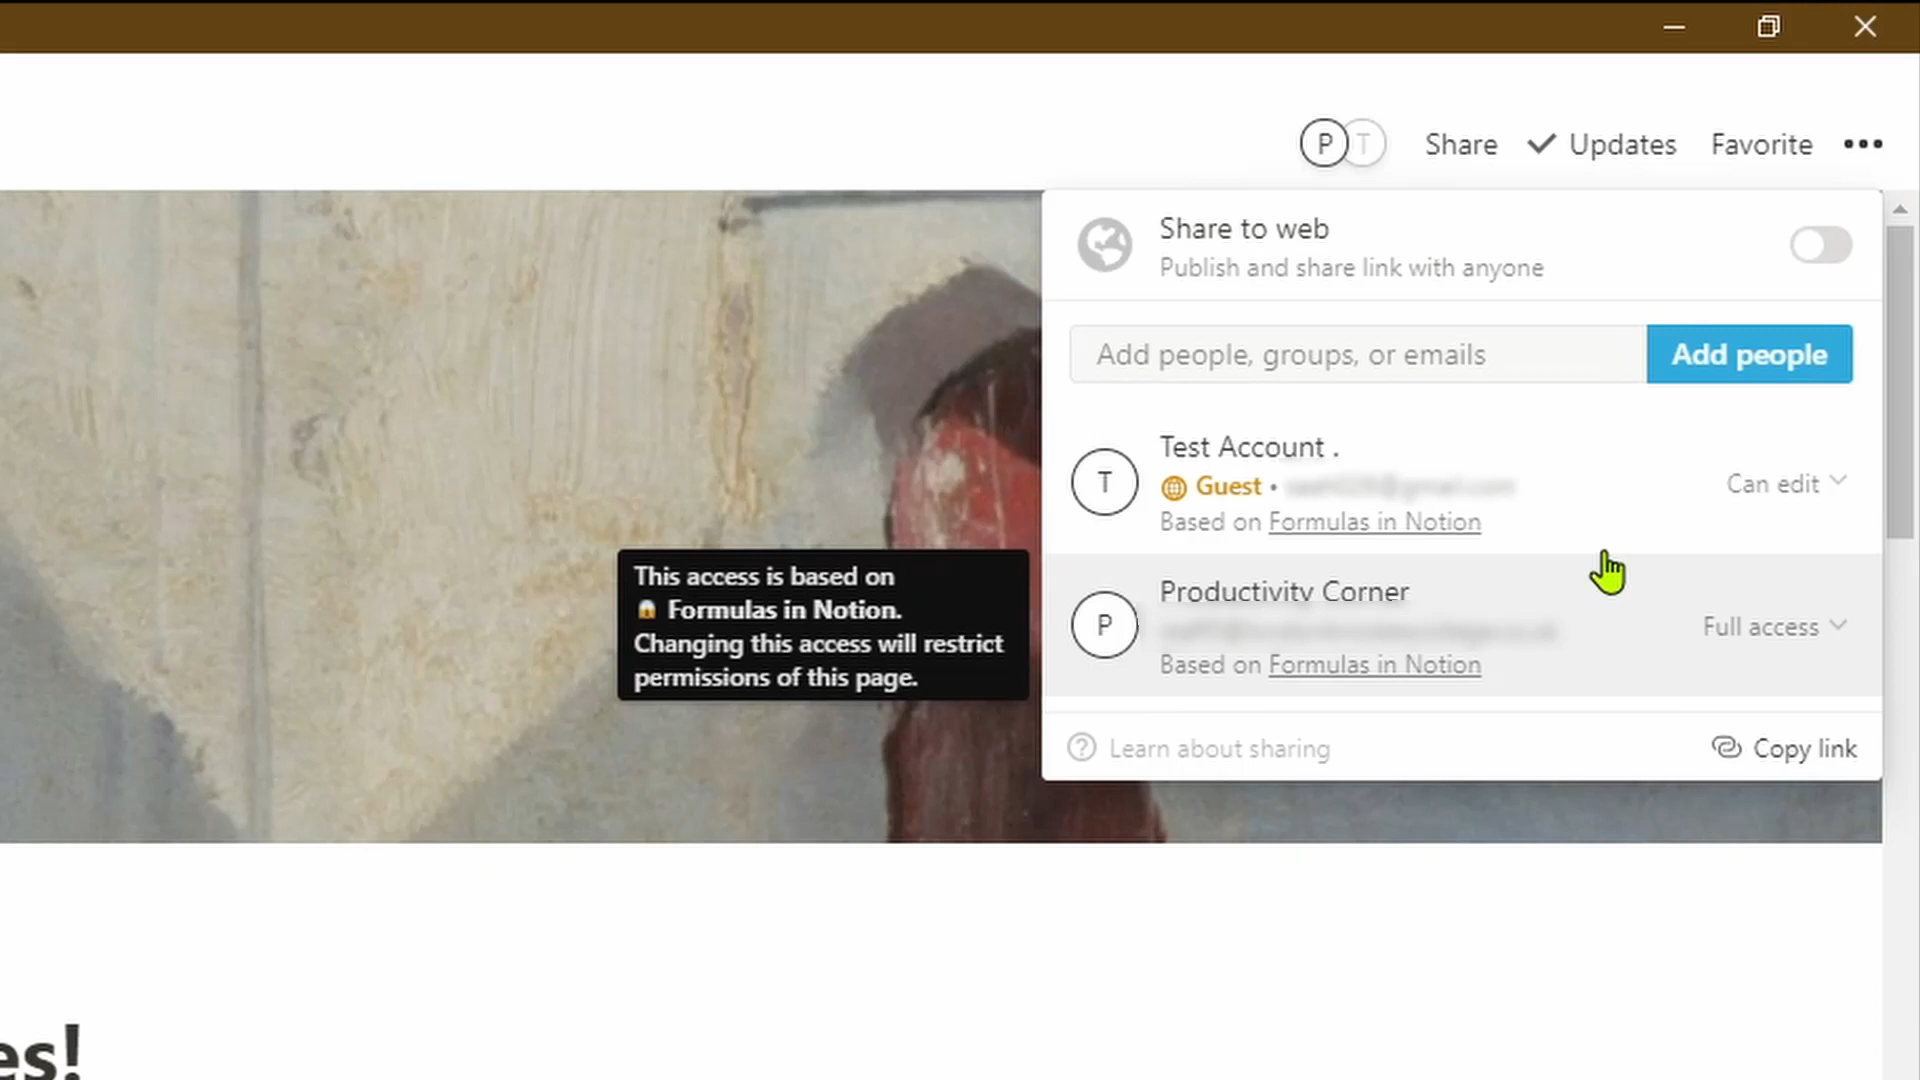 P T Share Updates Favorite
Share to web
Publish and share link with anyone
Add people, groups, or emails Add people
Test Account .
T Guest • Can edit
Based on Formulas in Notion
This access is based on
Formulas in Notion.
Changing this access will restrict
permissions of this page.
Productivity Corner
P Full access
Based on Formulas in Notion
? Learn about sharing Copy link
es!